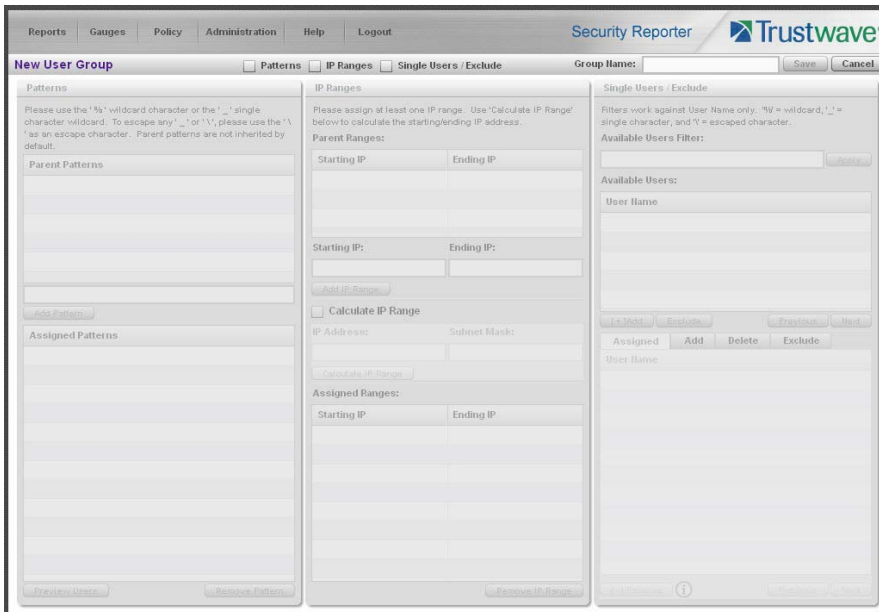 Reports Gauges Policy Administration Help Logout
Security Reporter Trustwave
New User Group
Patterns IP Ranges Single Users / Exclude
Group Name: Save Cancel
Patterns
Please use the ' % ' wildcard character or the ' _ ' single
character wildcard. To escape any ' _ ' or ' \ ', please use the ' \
' as an escape character. Parent patterns are not inherited by
default.
Parent Patterns
Add Pattern
Assigned Patterns
Preview Users Remove Pattern
IP Ranges
Please assign at least one IP range. Use 'Calculate IP Range'
below to calculate the starting/ending IP address.
Parent Ranges:
Starting IP Ending IP
Starting IP: Ending IP:
Add IP Range
Calculate IP Range
IP Address: Subnet Mask:
Calculate IP Range
Assigned Ranges:
Starting IP Ending IP
Remove IP Range
Single Users / Exclude
Filters work against User Name only. '%' = wildcard, '_' =
single character, and '\' = escaped character.
Available Users Filter:
Apply
Available Users:
User Name
[+]Add Exclude Previous Next
Assigned Add Delete Exclude
User Name